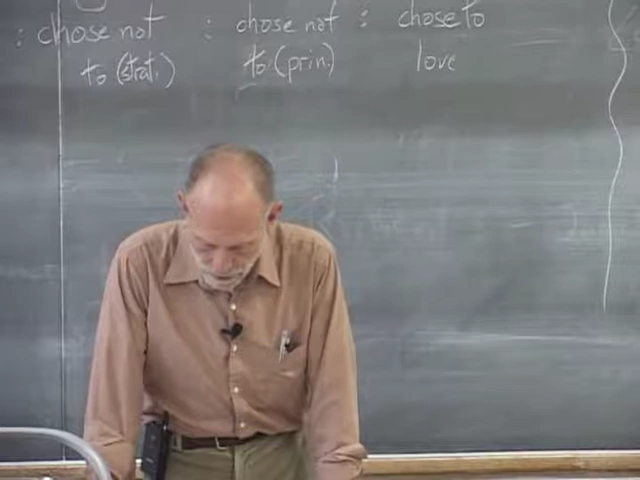 : chose not : chose not : chose to
to (strat.) to (prin.) love